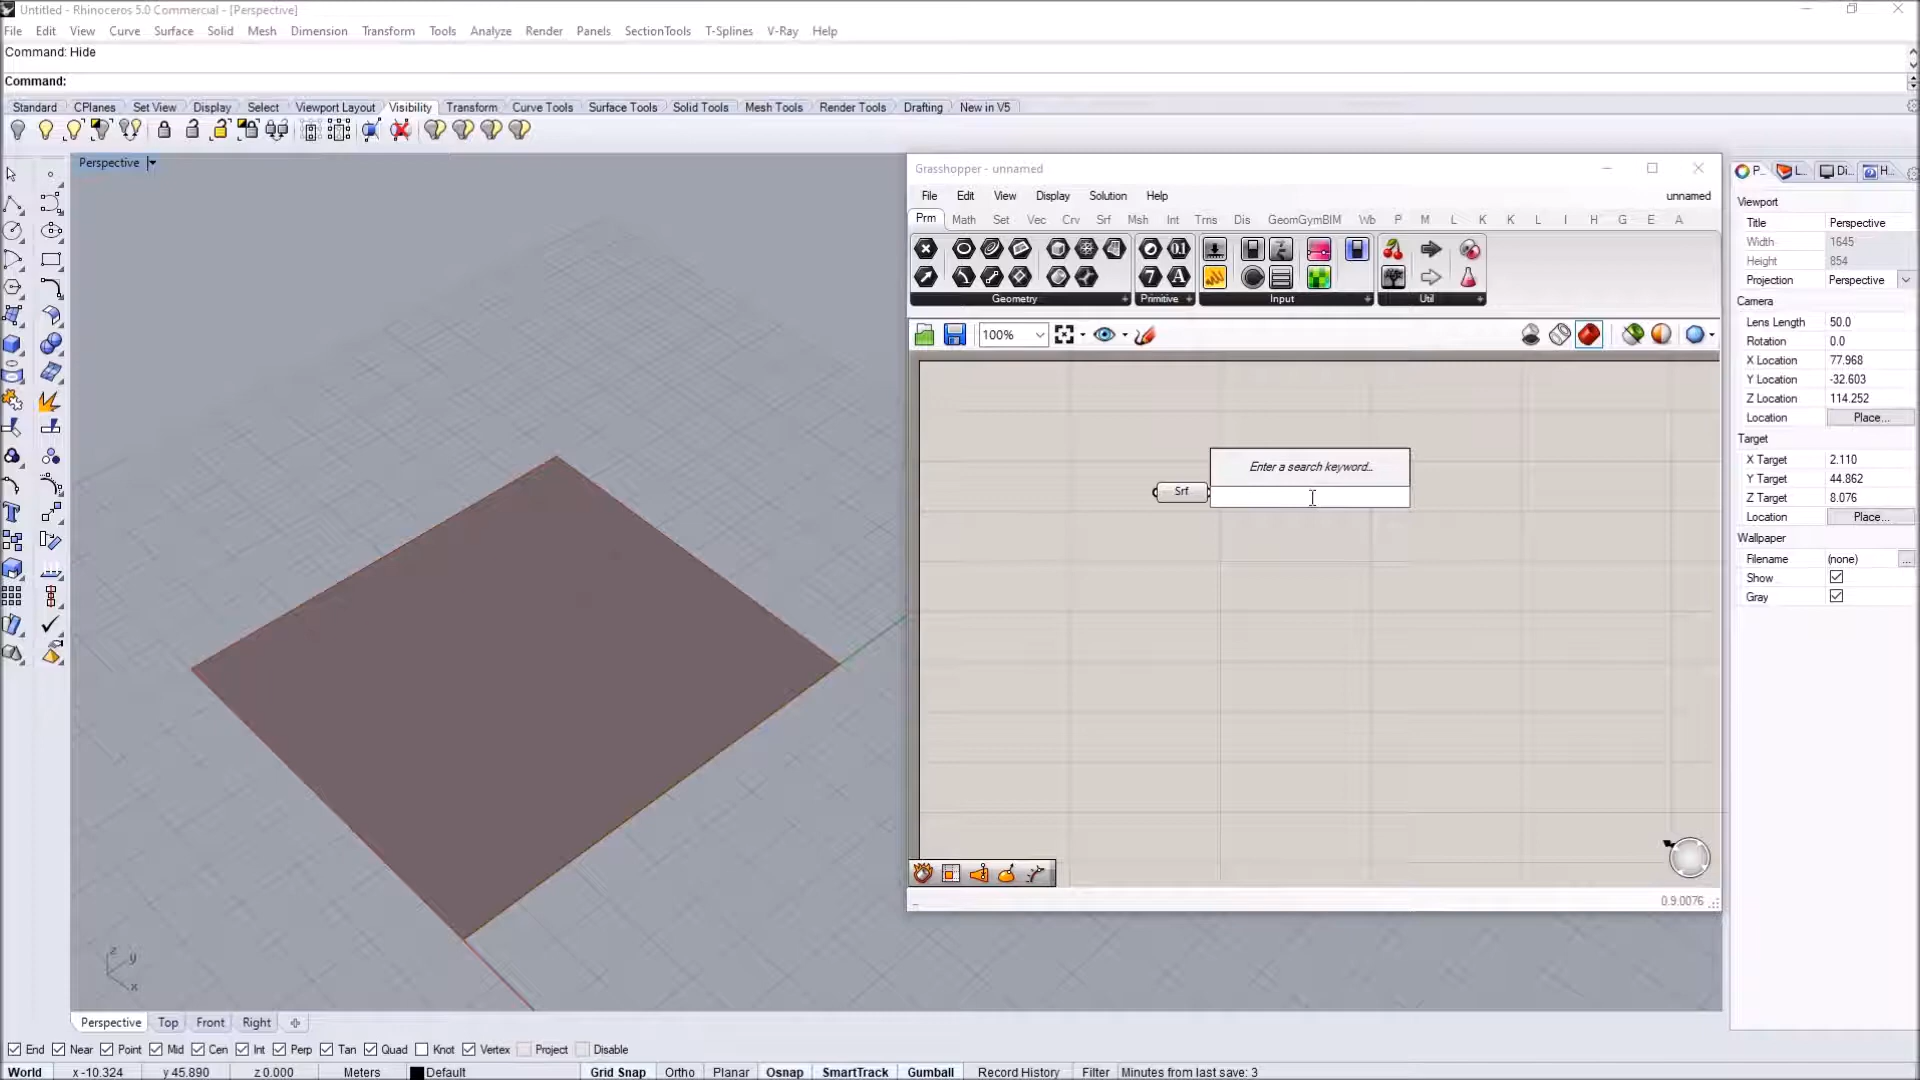 Untitled - Rhinoceros 5.0 Commercial - [Perspective]
File Edit View Curve Surface Solid Mesh Dimension Transform Tools Analyze Render Panels SectionTools T-Splines V-Ray Help
Command: Hide
Command:
Standard CPlanes Set View Display Select Viewport Layout Visibility Transform Curve Tools Surface Tools Solid Tools Mesh Tools Render Tools Drafting New in V5
Perspective
Grasshopper - unnamed
File Edit View Display Solution Help unnamed
Prm Math Set Vec Crv Srf Msh Int Trns Dis GeomGymBIM Wb P M L K K L I H G E A
Geometry Primitive Input Util
100%
Enter a search keyword...
Srf
0.9.0076
P... L... Di... H...
Viewport
Title Perspective
Width 1645
Height 854
Projection Perspective
Camera
Lens Length 50.0
Rotation 0.0
X Location 77.968
Y Location -32.603
Z Location 114.252
Location Place...
Target
X Target 2.110
Y Target 44.862
Z Target 8.076
Location Place...
Wallpaper
Filename (none) ...
Show
Gray
z y x
Perspective Top Front Right
End Near Point Mid Cen Int Perp Tan Quad Knot Vertex Project Disable
World x -10.324 y 45.890 z 0.000 Meters Default Grid Snap Ortho Planar Osnap SmartTrack Gumball Record History Filter Minutes from last save: 3